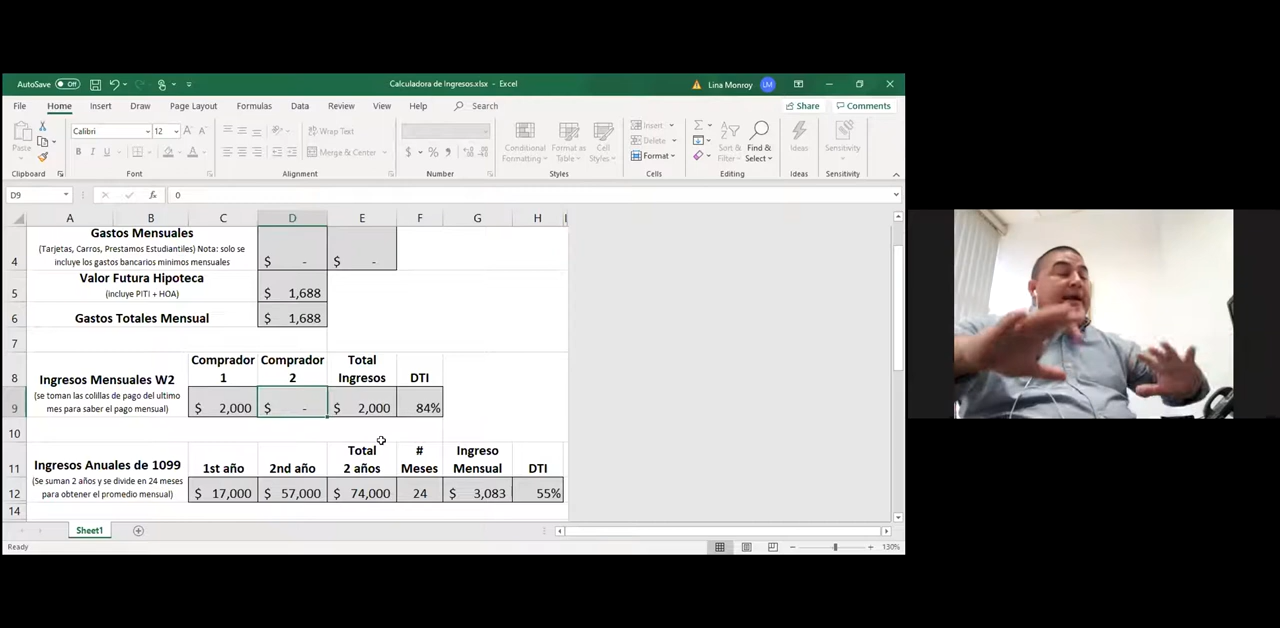 AutoSave Off
Calculadora de Ingresos.xlsx - Excel
Lina Monroy LM
File Home Insert Draw Page Layout Formulas Data Review View Help Search Share Comments
Paste
Calibri 12 A A
B I U A
Wrap Text
Merge & Center
$ % 9
Conditional Formatting
Format as Table
Cell Styles
Insert
Delete
Format
Sort & Filter
Find & Select
Ideas
Sensitivity
Clipboard Font Alignment Number Styles Cells Editing Ideas Sensitivity
D9 fx 0
A B C D E F G H I
Gastos Mensuales
(Tarjetas, Carros, Prestamos Estudiantiles) Nota: solo se
4 incluye los gastos bancarios minimos mensuales $ - $ -
Valor Futura Hipoteca
5 (incluye PITI + HOA) $ 1,688
6 Gastos Totales Mensual $ 1,688
7
Comprador Comprador Total
8 Ingresos Mensuales W2 1 2 Ingresos DTI
(se toman las colillas de pago del ultimo
9 mes para saber el pago mensual) $ 2,000 $ - $ 2,000 84%
10
Total # Ingreso
11 Ingresos Anuales de 1099 1st año 2nd año 2 años Meses Mensual DTI
(Se suman 2 años y se divide en 24 meses
12 para obtener el promedio mensual) $ 17,000 $ 57,000 $ 74,000 24 $ 3,083 55%
14
Sheet1
Ready 130%